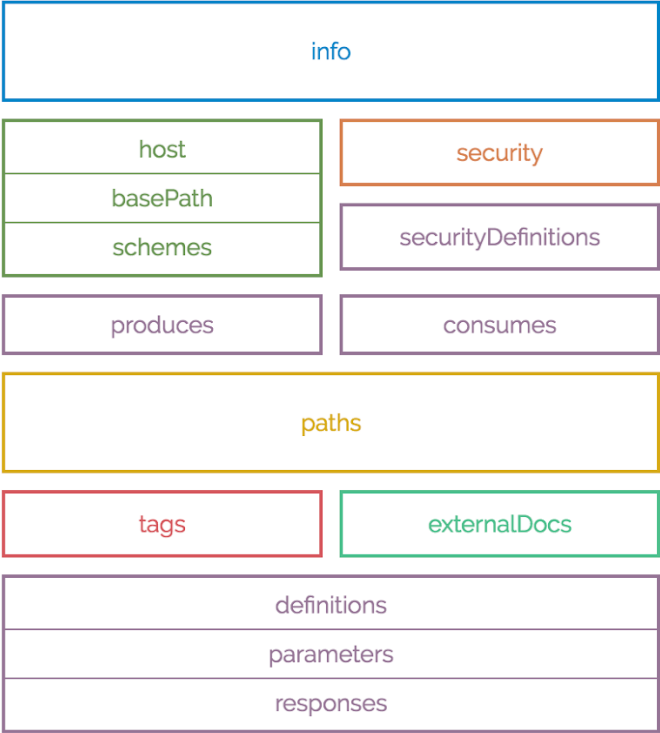 info
host
basePath
schemes
security
securityDefinitions
produces
consumes
paths
tags
externalDocs
definitions
parameters
responses